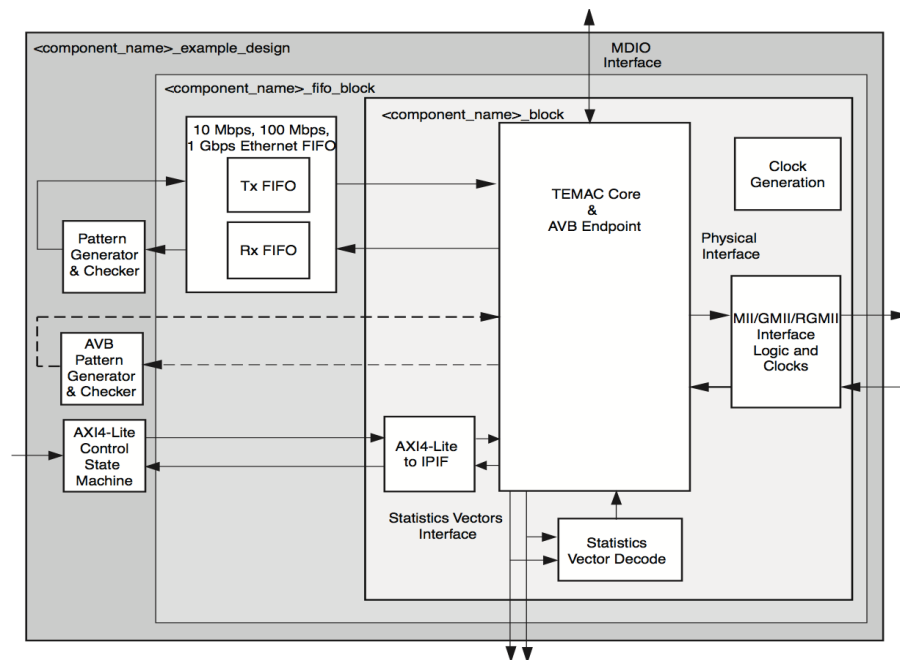 <component_name>_example_design
MDIO
Interface
<component_name>_fifo_block
<component_name>_block
10 Mbps, 100 Mbps,
1 Gbps Ethernet FIFO
Tx FIFO
Rx FIFO
TEMAC Core
&
AVB Endpoint
Clock
Generation
Pattern
Generator
& Checker
Physical
Interface
MII/GMII/RGMII
Interface
Logic and
Clocks
AVB
Pattern
Generator
& Checker
AXI4-Lite
Control
State
Machine
AXI4-Lite
to IPIF
Statistics Vectors
Interface
Statistics
Vector Decode